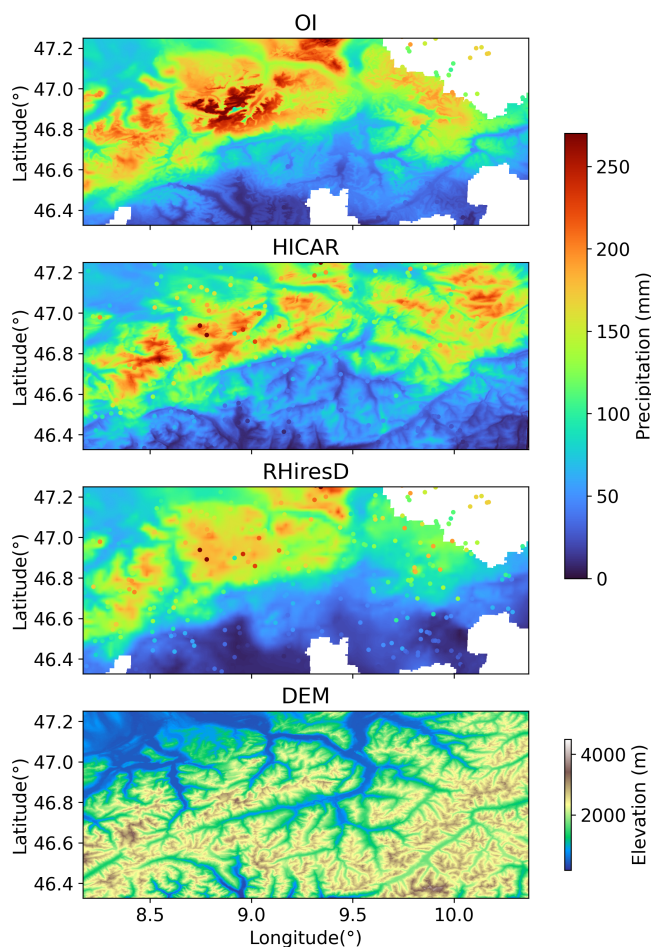 OI
Latitude(°)
47.2
47.0
46.8
46.6
46.4
HICAR
Latitude(°)
47.2
47.0
46.8
46.6
46.4
RHiresD
Latitude(°)
47.2
47.0
46.8
46.6
46.4
DEM
Latitude(°)
47.2
47.0
46.8
46.6
46.4
8.5 9.0 9.5 10.0
Longitude(°)
250
200
150
100
50
0
Precipitation (mm)
4000
2000
Elevation (m)